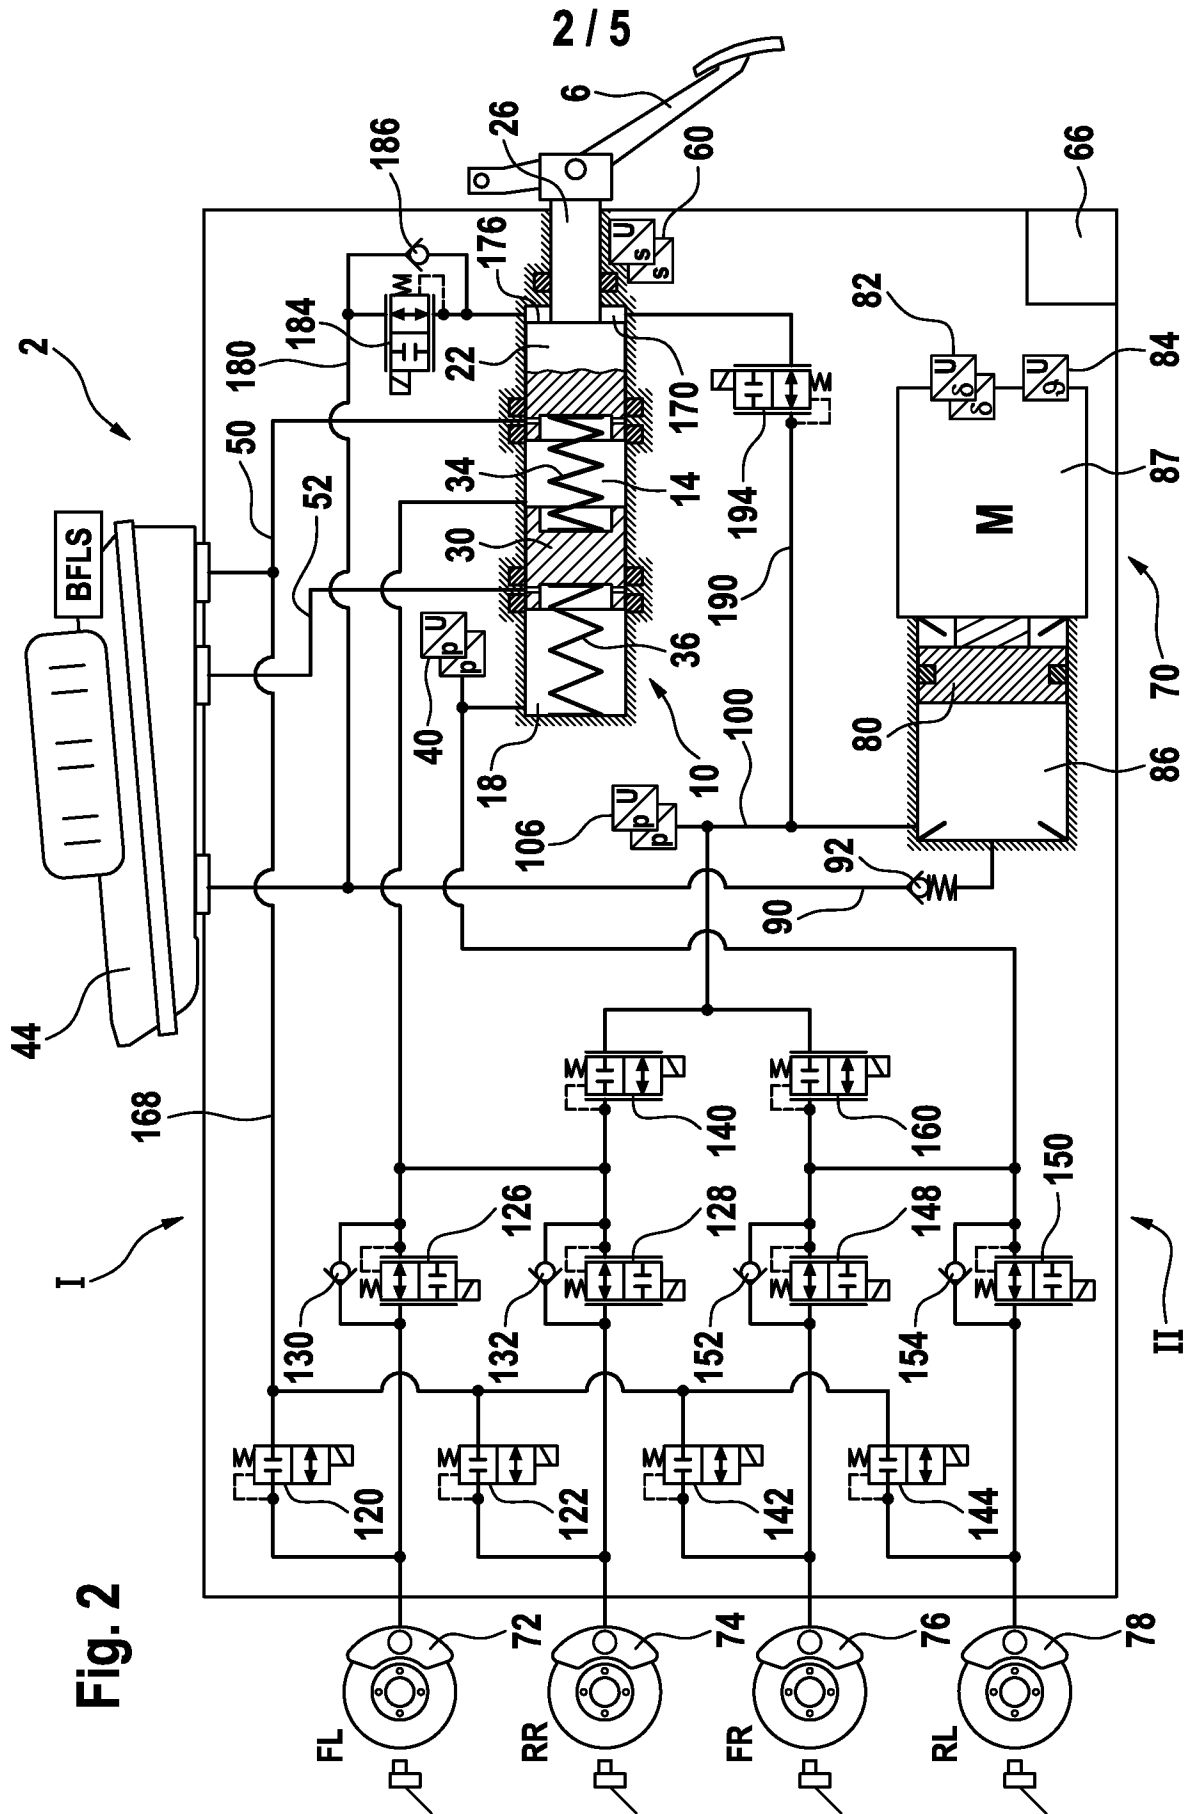 2 / 5
Fig. 2
I
II
2
44
BFLS
168
50
52
180
184
186
176
26
6
60
U
s
s
22
34
14
30
36
170
18
10
40
U
p
p
106
U
p
p
100
190
194
92
90
66
82
U
δ
δ
84
U
ϑ
87
M
70
80
86
140
160
126
128
148
150
130
132
152
154
120
122
142
144
72
74
76
78
FL
RR
FR
RL